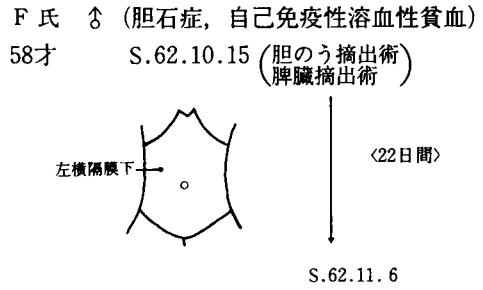 F氏 ♂ (胆石症, 自己免疫性溶血性貧血)
58才 S.62.10.15 (胆のう摘出術
脾臓摘出術)
〈22日間〉
左横隔膜下
S.62.11.6